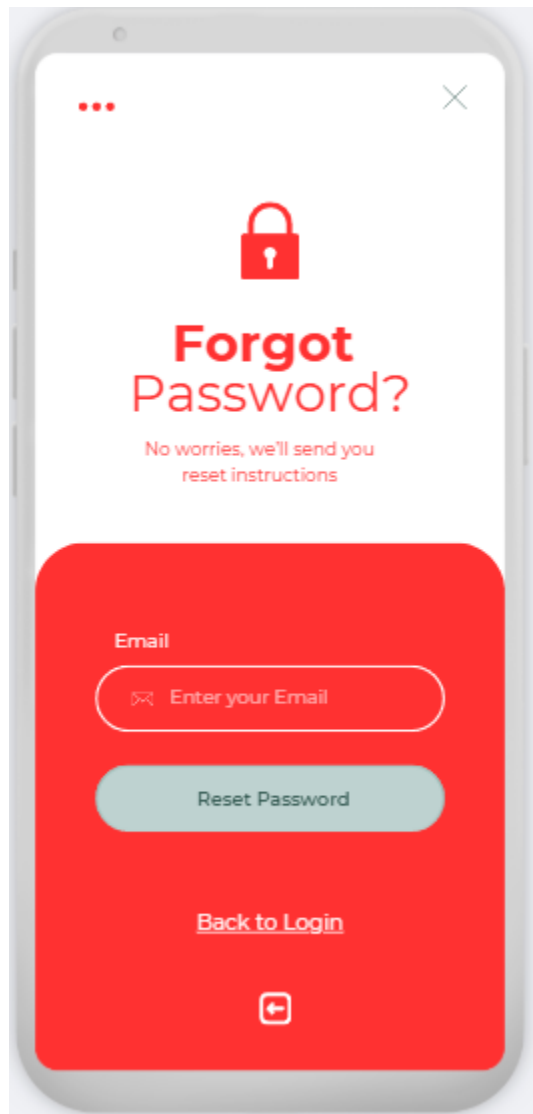 Forgot
Password?
No worries, we'll send you
reset instructions
Email
Enter your Email
Reset Password
Back to Login